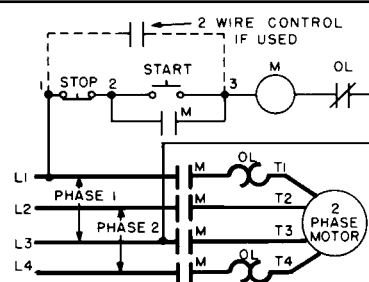 2 WIRE CONTROL
IF USED
1 STOP 2 START 3 M OL
M
L1 M OL T1
PHASE 1
L2 M T2
PHASE 2
L3 M T3
L4 M OL T4
2
PHASE
MOTOR